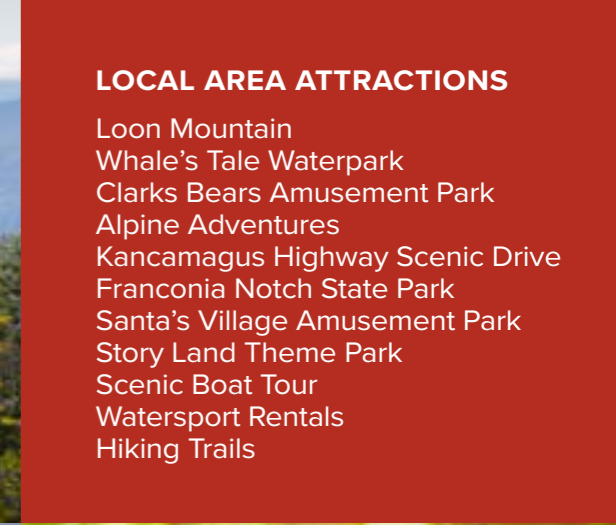 LOCAL AREA ATTRACTIONS
Loon Mountain
Whale’s Tale Waterpark
Clarks Bears Amusement Park
Alpine Adventures
Kancamagus Highway Scenic Drive
Franconia Notch State Park
Santa’s Village Amusement Park
Story Land Theme Park
Scenic Boat Tour
Watersport Rentals
Hiking Trails